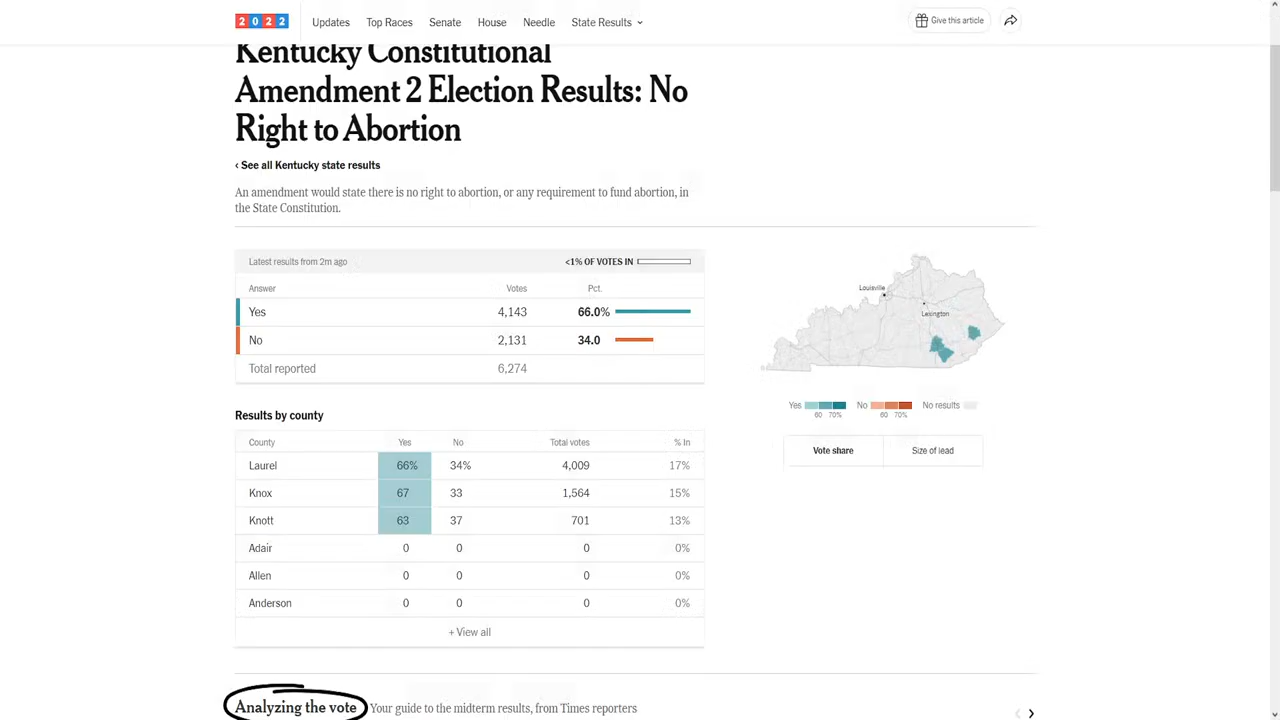 2022 Updates Top Races Senate House Needle State Results Give this article
Kentucky Constitutional
Amendment 2 Election Results: No
Right to Abortion
‹ See all Kentucky state results
An amendment would state there is no right to abortion, or any requirement to fund abortion, in
the State Constitution.
Latest results from 2m ago <1% OF VOTES IN
Answer Votes Pct.
Yes 4,143 66.0%
No 2,131 34.0
Total reported 6,274
Louisville
Lexington
Yes 60 70% No 60 70% No results
Vote share Size of lead
Results by county
County Yes No Total votes % In
Laurel 66% 34% 4,009 17%
Knox 67 33 1,564 15%
Knott 63 37 701 13%
Adair 0 0 0 0%
Allen 0 0 0 0%
Anderson 0 0 0 0%
+ View all
Analyzing the vote Your guide to the midterm results, from Times reporters